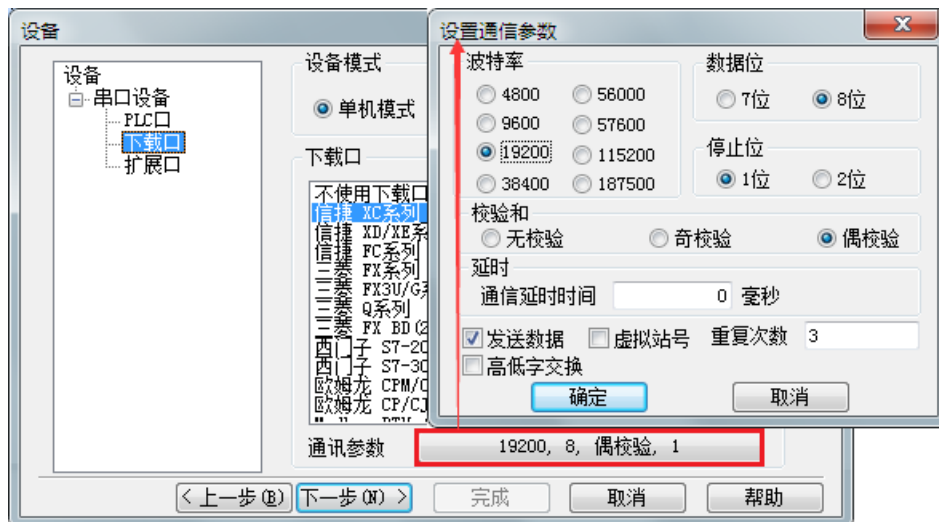 设备
设备
串口设备
PLC口
下载口
扩展口
设备模式
单机模式
下载口
不使用下载口
信捷 XC系列
信捷 XD/XE系
信捷 FC系列
三菱 FX系列
三菱 FX3U/G系
三菱 Q系列
三菱 FX BD(2
西门子 S7-20
西门子 S7-30
欧姆龙 CPM/C
欧姆龙 CP/CJ
通讯参数
19200, 8, 偶校验, 1
< 上一步(B)
下一步(N) >
完成
取消
帮助
设置通信参数
波特率
4800
56000
9600
57600
19200
115200
38400
187500
数据位
7位
8位
停止位
1位
2位
校验和
无校验
奇校验
偶校验
延时
通信延时时间 0 毫秒
发送数据
虚拟站号
重复次数 3
高低字交换
确定
取消